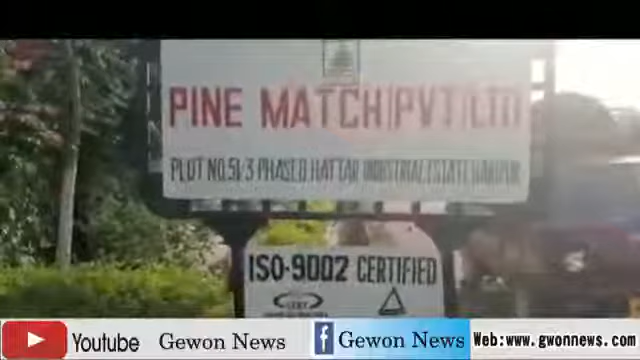 PINE MATCH (PVT) LTD
PLOT NO.51/3 PHASE II HATTAR INDUSTRIAL ESTATE HARIPUR
ISO-9002 CERTIFIED
Youtube Gewon News f Gewon News Web:www.gwonnews.com